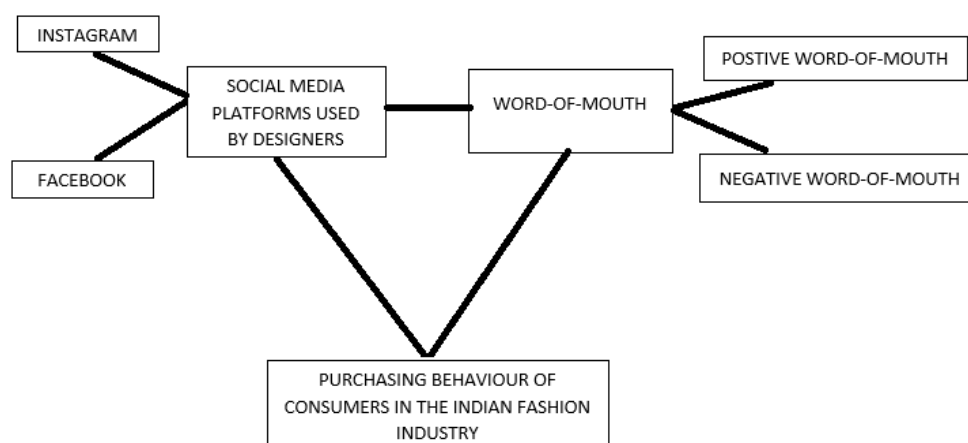 INSTAGRAM
FACEBOOK
SOCIAL MEDIA
PLATFORMS USED
BY DESIGNERS
WORD-OF-MOUTH
POSTIVE WORD-OF-MOUTH
NEGATIVE WORD-OF-MOUTH
PURCHASING BEHAVIOUR OF
CONSUMERS IN THE INDIAN FASHION
INDUSTRY